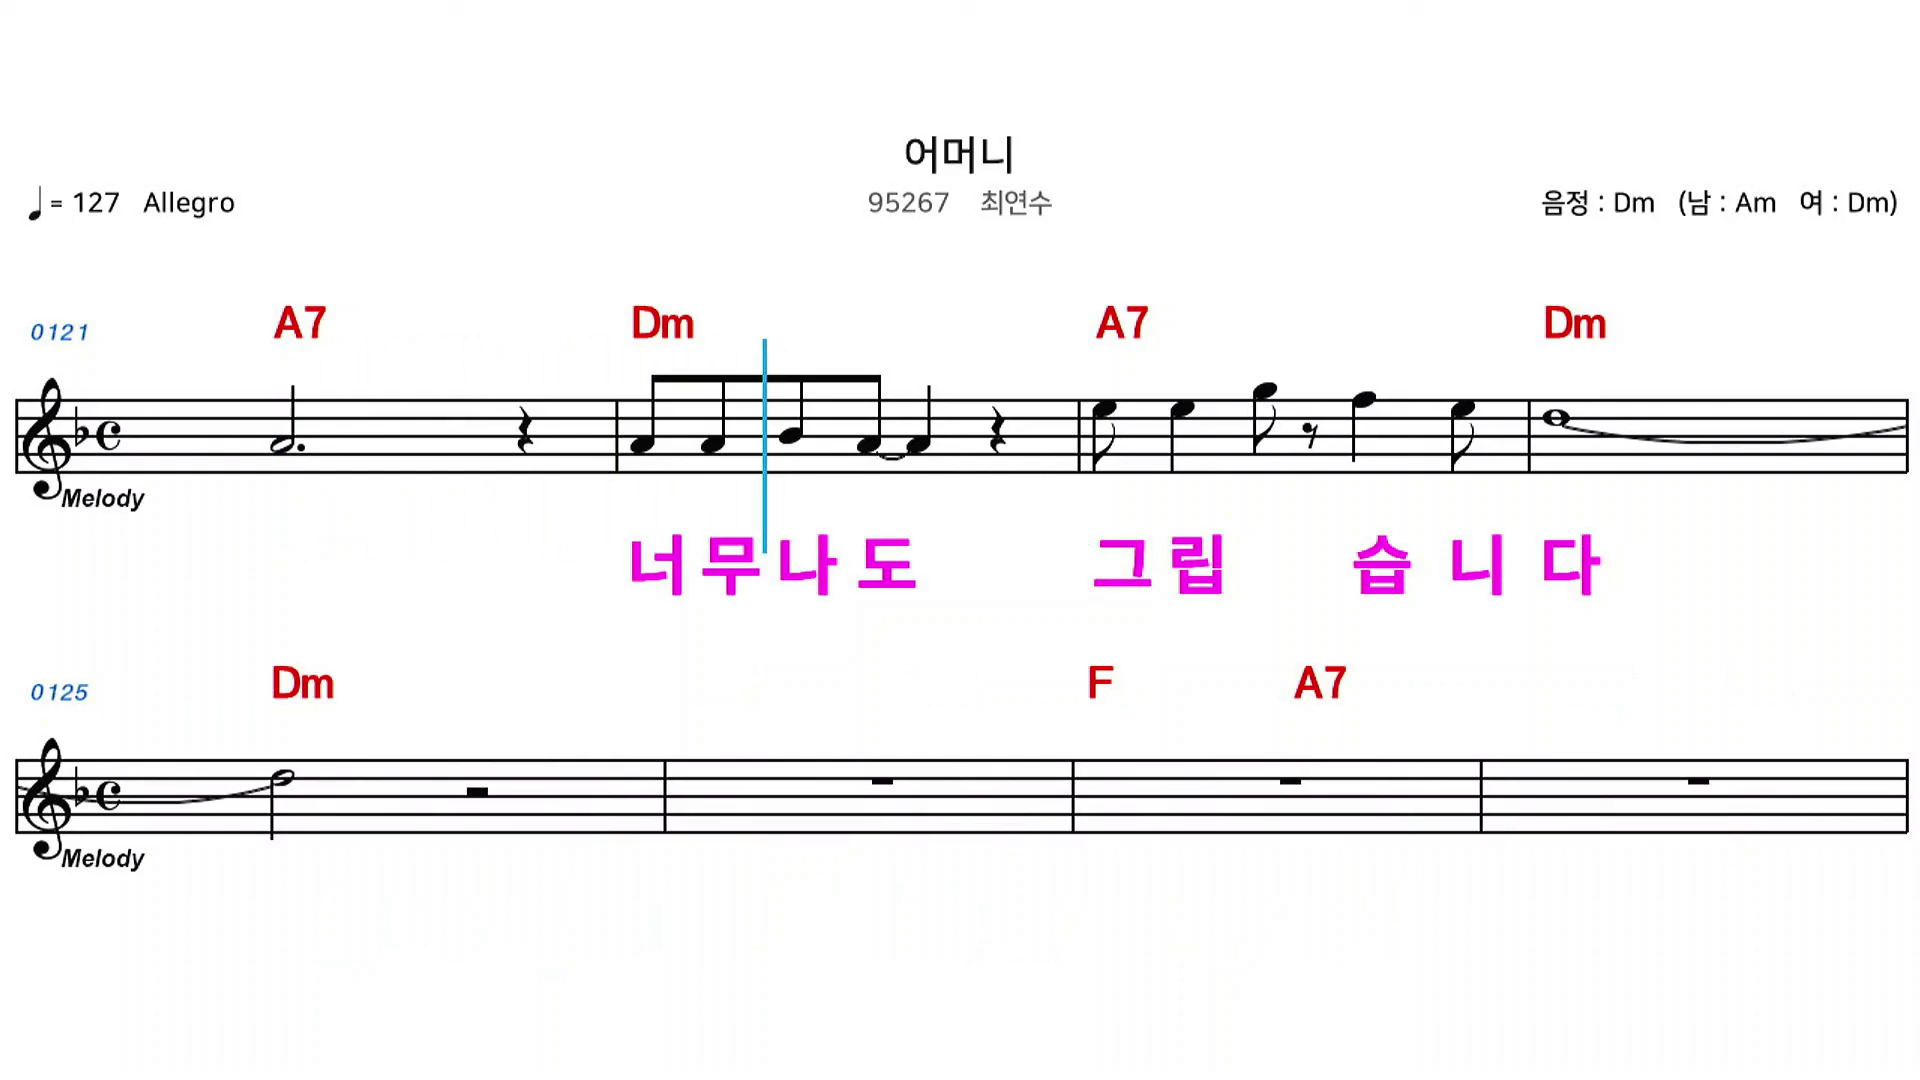 어머니
♩= 127 Allegro
95267 최연수
음정 : Dm (남 : Am 여 : Dm)
0121 A7 Dm A7 Dm
Melody
너무나도 그립 습니다
0125 Dm F A7
Melody